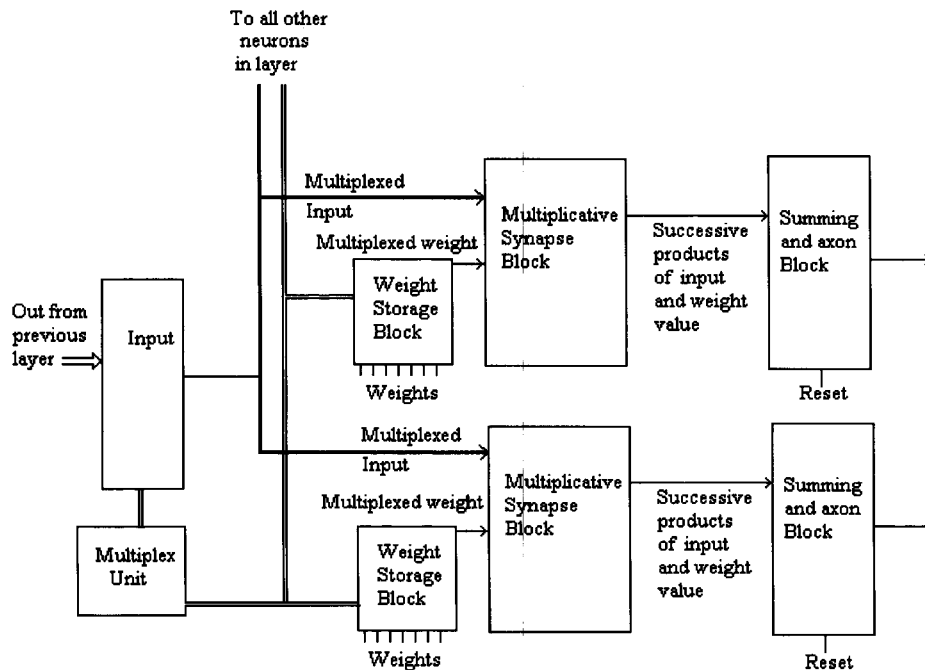 To all other
neurons
in layer
Multiplexed
Input
Multiplexed weight
Weight
Storage
Block
Weights
Multiplicative
Synapse
Block
Successive
products
of input
and weight
value
Summing
and axon
Block
Reset
Out from
previous
layer
Input
Multiplex
Unit
Multiplexed
Input
Multiplexed weight
Weight
Storage
Block
Weights
Multiplicative
Synapse
Block
Successive
products
of input
and weight
value
Summing
and axon
Block
Reset